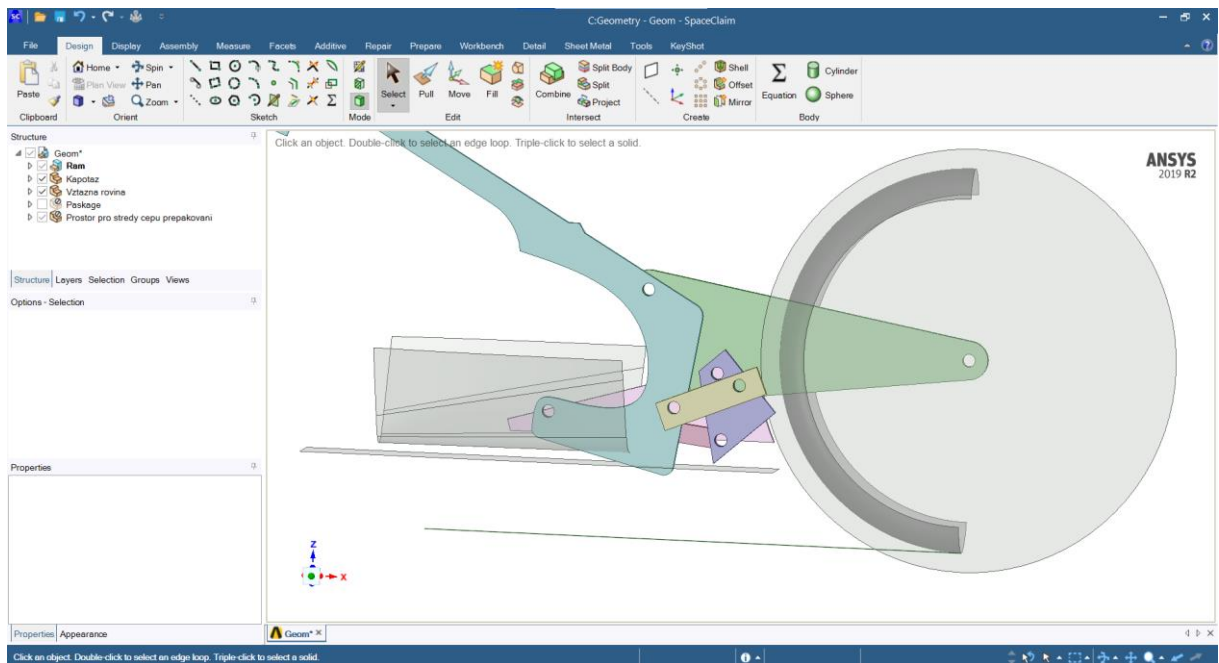 C:Geometry - Geom - SpaceClaim
File Design Display Assembly Measure Facets Additive Repair Prepare Workbench Detail Sheet Metal Tools KeyShot
Paste
Home Spin
Plan View Pan
Zoom
Select Pull Move Fill
Combine
Split Body
Split
Project
Shell
Offset
Mirror
Equation
Cylinder
Sphere
Clipboard Orient Sketch Mode Edit Intersect Create Body
Structure
Geom*
Ram
Kapotaz
Vztazna rovina
Paskage
Prostor pro stredy cepu prepakovani
Structure Layers Selection Groups Views
Options - Selection
Properties
Properties Appearance
Click an object. Double-click to select an edge loop. Triple-click to select a solid.
ANSYS
2019 R2
Z
X
Geom*
Click an object. Double-click to select an edge loop. Triple-click to select a solid.